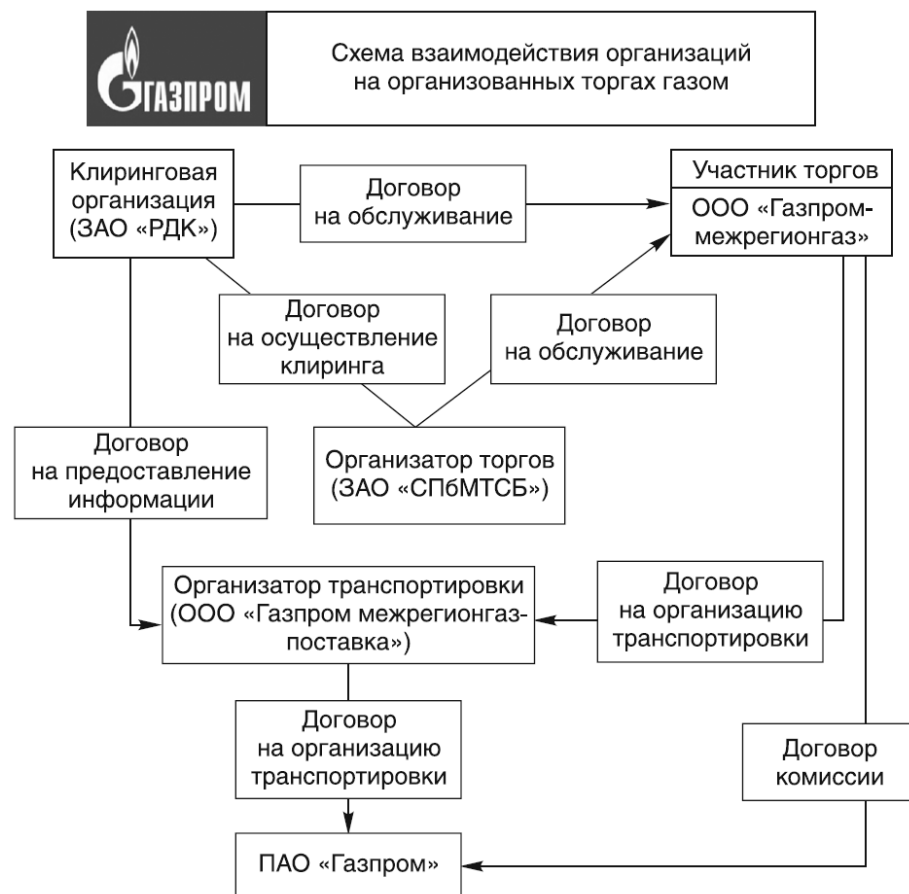 ГАЗПРОМ
Схема взаимодействия организаций
на организованных торгах газом
Клиринговая
организация
(ЗАО «РДК»)
Договор
на обслуживание
Участник торгов
ООО «Газпром-
межрегионгаз»
Договор
на осуществление
клиринга
Договор
на обслуживание
Договор
на предоставление
информации
Организатор торгов
(ЗАО «СПбМТСБ»)
Организатор транспортировки
(ООО «Газпром межрегионгаз-
поставка»)
Договор
на организацию
транспортировки
Договор
на организацию
транспортировки
Договор
комиссии
ПАО «Газпром»